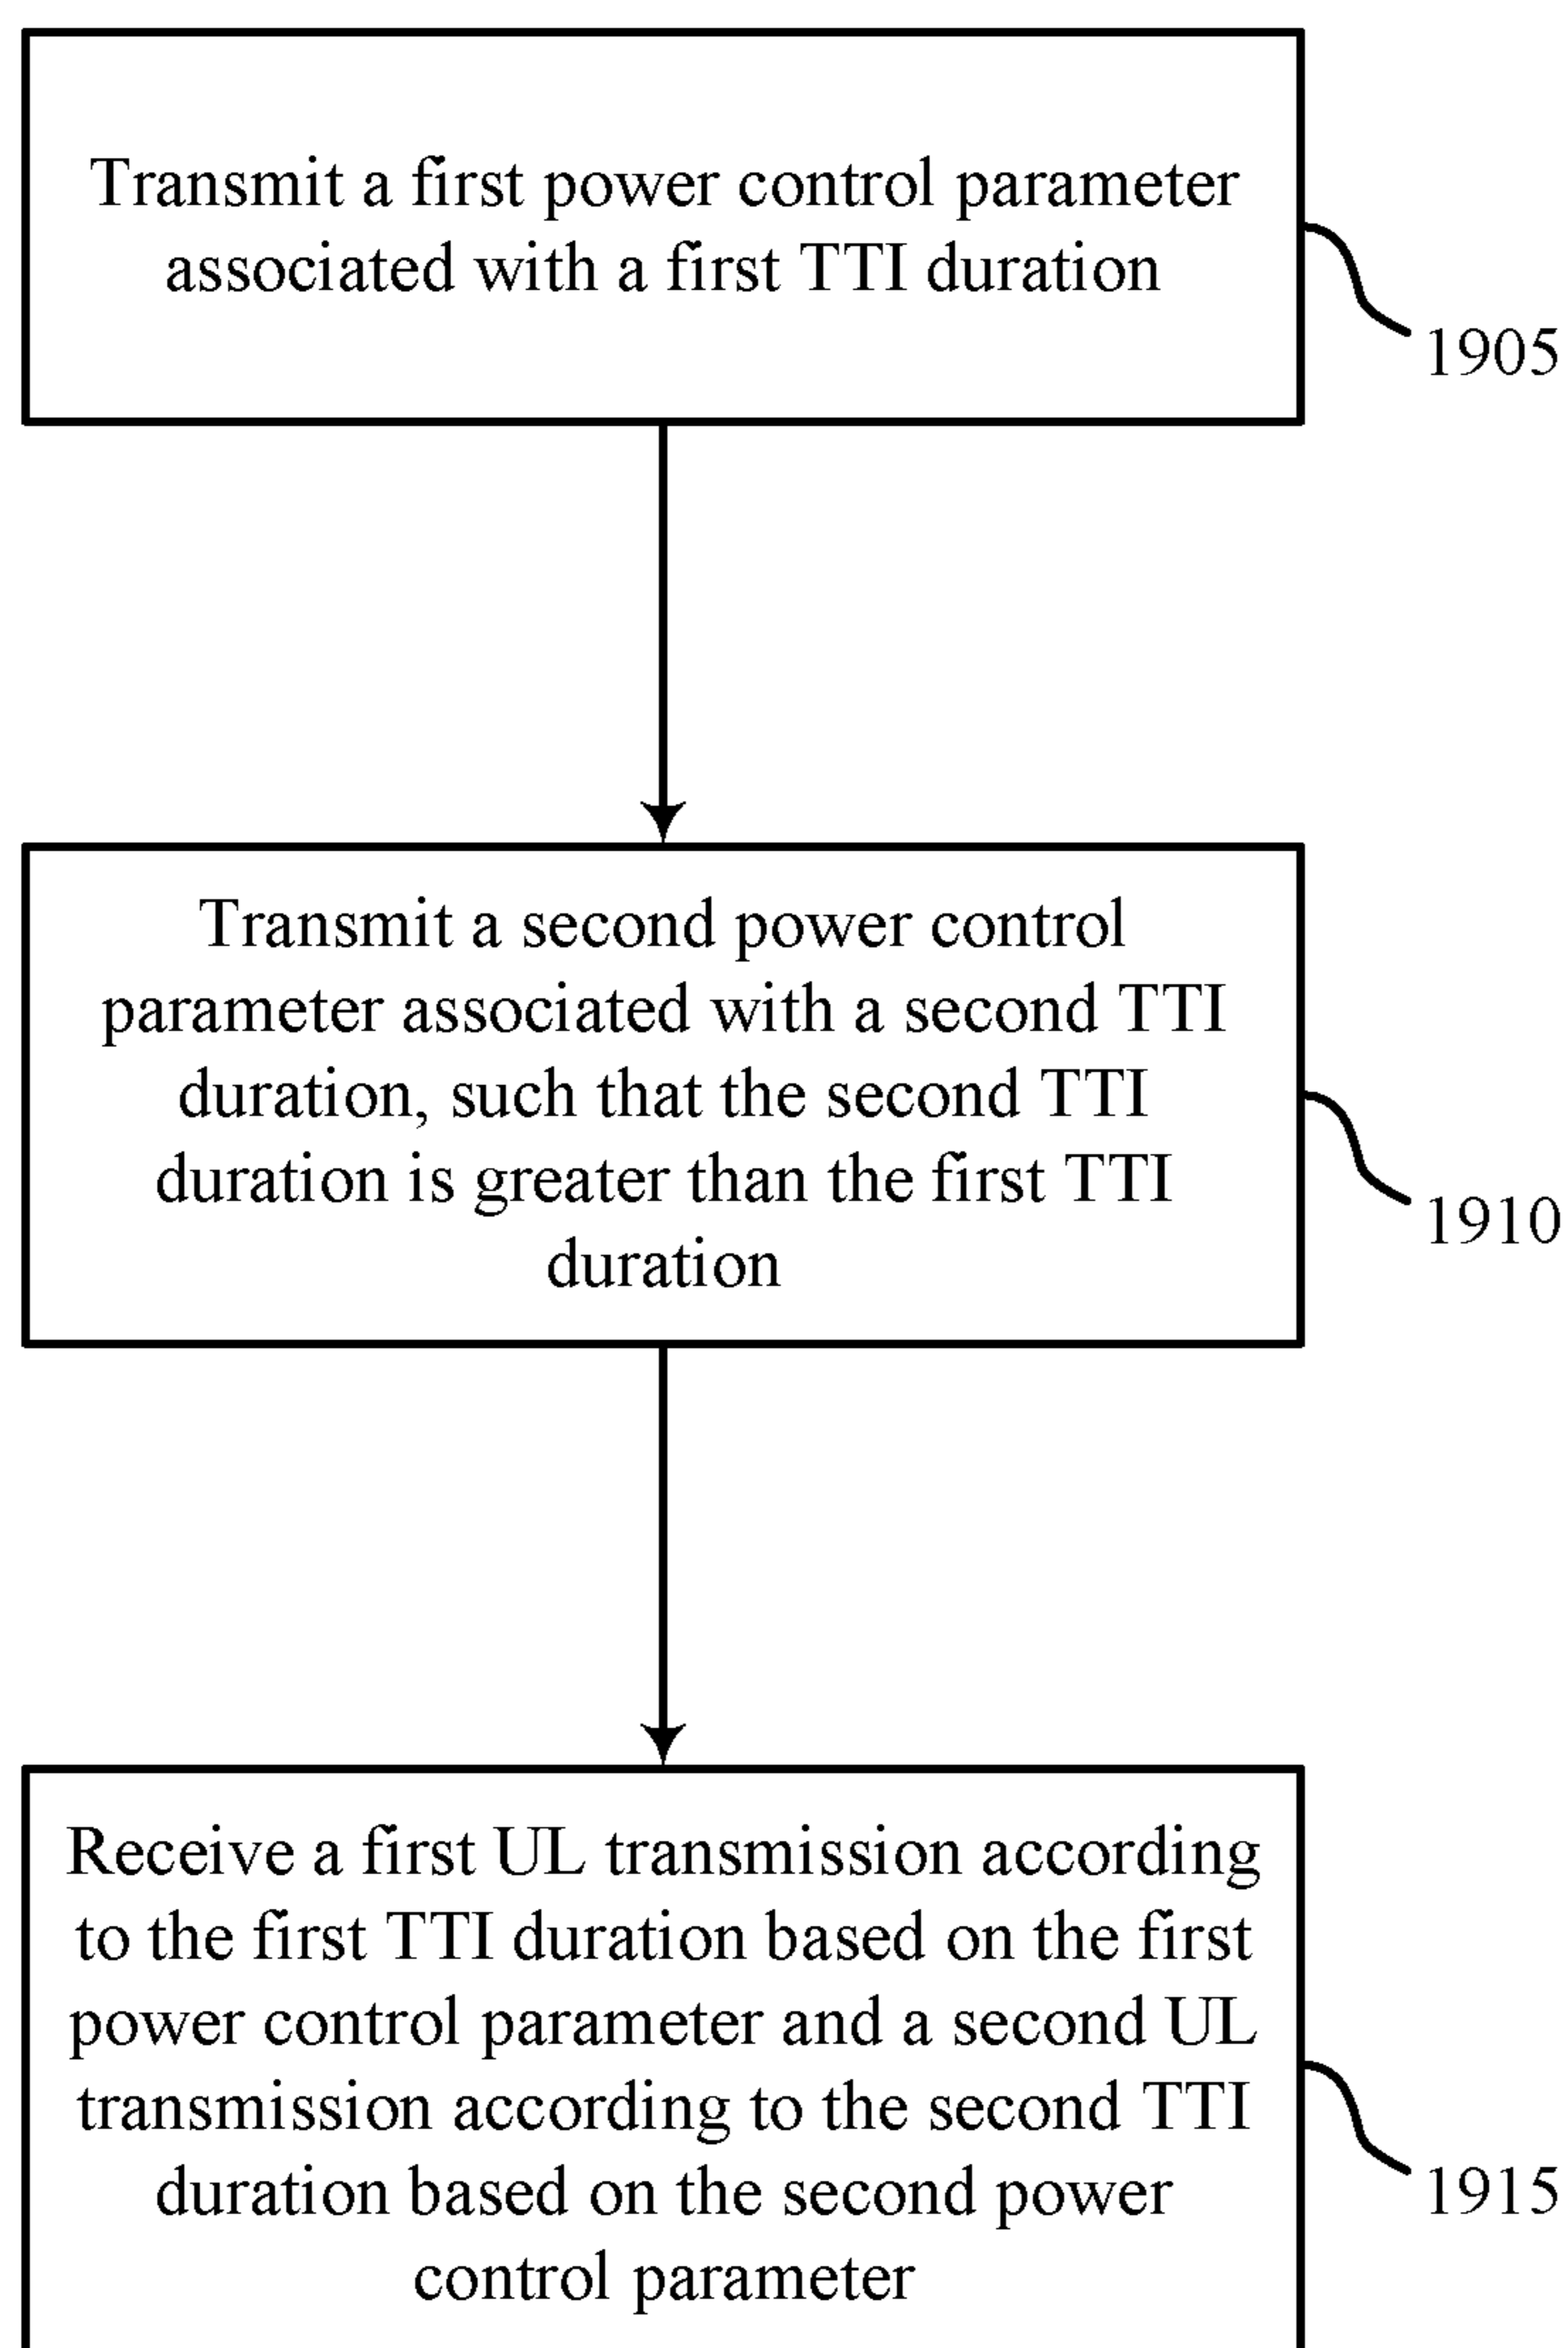 Transmit a first power control parameter
associated with a first TTI duration
1905
Transmit a second power control
parameter associated with a second TTI
duration, such that the second TTI
duration is greater than the first TTI
duration
1910
Receive a first UL transmission according
to the first TTI duration based on the first
power control parameter and a second UL
transmission according to the second TTI
duration based on the second power
control parameter
1915